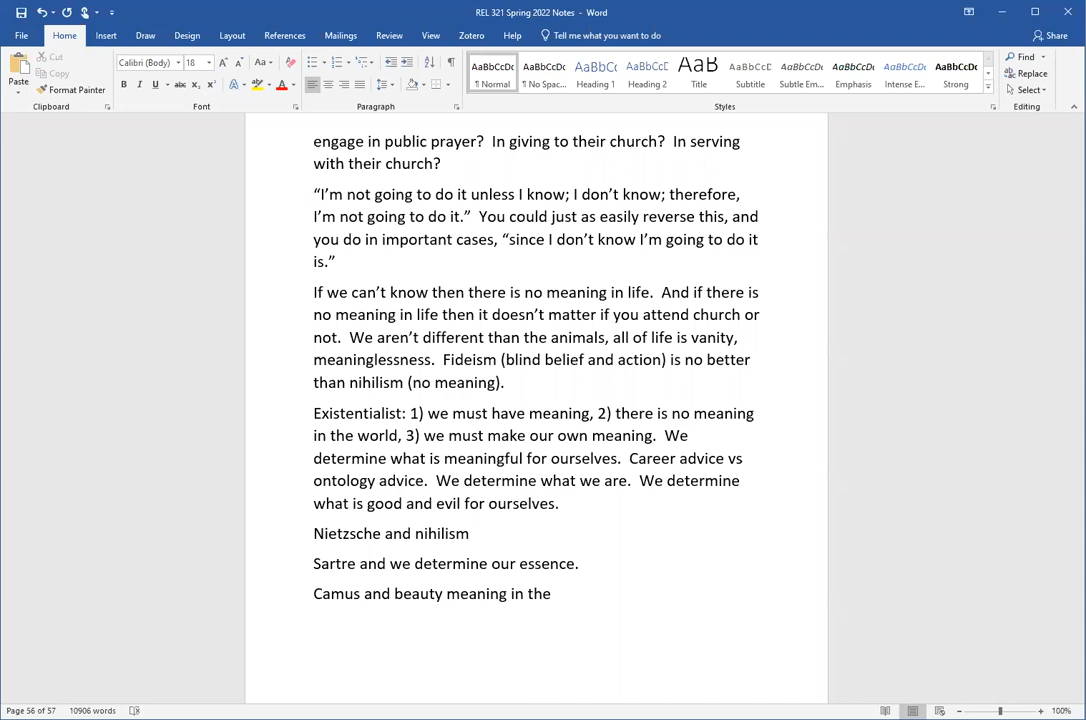 REL 321 Spring 2022 Notes - Word
File Home Insert Draw Design Layout References Mailings Review View Zotero Help Tell me what you want to do Share
Paste Cut Copy Format Painter
Calibri (Body) 18
AaBbCcDc AaBbCcDc AaBbCc AaBbCcD AaB AaBbCcD AaBbCcDc AaBbCcDc AaBbCcDc AaBbCcDc
¶ Normal ¶ No Spac... Heading 1 Heading 2 Title Subtitle Subtle Em... Emphasis Intense E... Strong
Find
Replace
Select
Clipboard Font Paragraph Styles Editing
engage in public prayer? In giving to their church? In serving
with their church?
“I’m not going to do it unless I know; I don’t know; therefore,
I’m not going to do it.” You could just as easily reverse this, and
you do in important cases, “since I don’t know I’m going to do it
is.”
If we can’t know then there is no meaning in life. And if there is
no meaning in life then it doesn’t matter if you attend church or
not. We aren’t different than the animals, all of life is vanity,
meaninglessness. Fideism (blind belief and action) is no better
than nihilism (no meaning).
Existentialist: 1) we must have meaning, 2) there is no meaning
in the world, 3) we must make our own meaning. We
determine what is meaningful for ourselves. Career advice vs
ontology advice. We determine what we are. We determine
what is good and evil for ourselves.
Nietzsche and nihilism
Sartre and we determine our essence.
Camus and beauty meaning in the
Page 56 of 57 10906 words 100%